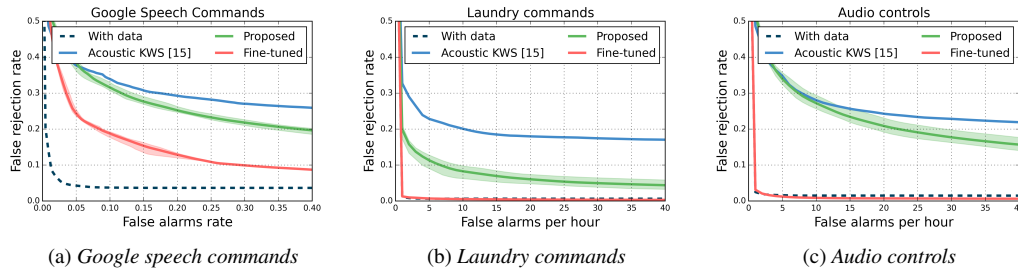 Google Speech Commands
False rejection rate
0.5
0.4
0.3
0.2
0.1
0.0
With data
Acoustic KWS [15]
Proposed
Fine-tuned
0.00 0.05 0.10 0.15 0.20 0.25 0.30 0.35 0.40
False alarms rate
(a) Google speech commands
Laundry commands
False rejection rate
0.5
0.4
0.3
0.2
0.1
0.0
With data
Acoustic KWS [15]
Proposed
Fine-tuned
0 5 10 15 20 25 30 35 40
False alarms per hour
(b) Laundry commands
Audio controls
False rejection rate
0.5
0.4
0.3
0.2
0.1
0.0
With data
Acoustic KWS [15]
Proposed
Fine-tuned
0 5 10 15 20 25 30 35 40
False alarms per hour
(c) Audio controls